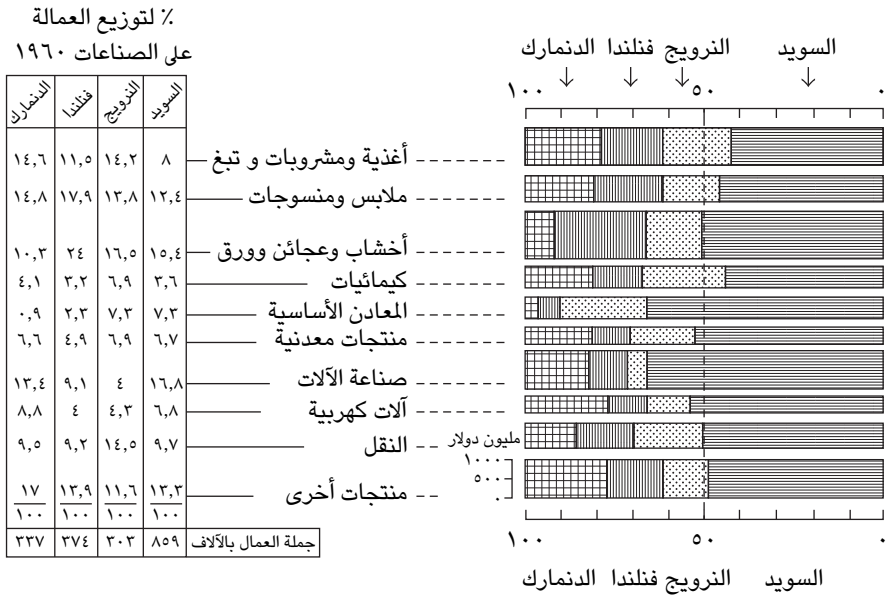 ٪ لتوزيع العمالة
على الصناعات ١٩٦٠
السويد النرويج فنلندا الدنمارك
السويد النرويج فنلندا الدنمارك
٠ ٥٠ ١٠٠
أغذية ومشروبات و تبغ ٨ ١٤,٢ ١١,٥ ١٤,٦
ملابس ومنسوجات ١٢,٤ ١٣,٨ ١٧,٩ ١٤,٨
أخشاب وعجائن وورق ١٥,٤ ١٦,٥ ٢٤ ١٠,٣
كيمائيات ٣,٦ ٦,٩ ٣,٢ ٤,١
المعادن الأساسية ٧,٣ ٧,٣ ٢,٣ ٠,٩
منتجات معدنية ٦,٧ ٦,٩ ٤,٩ ٦,٦
صناعة الآلات ١٦,٨ ٤ ٩,١ ١٣,٤
آلات كهربية ٦,٨ ٤,٣ ٤ ٨,٨
النقل ٩,٧ ١٤,٥ ٩,٢ ٩,٥
مليون دولار
١٠٠٠
٥٠٠
٠
منتجات أخرى ١٣,٣ ١١,٦ ١٣,٩ ١٧
١٠٠ ١٠٠ ١٠٠ ١٠٠
جملة العمال بالآلاف ٨٥٩ ٣٠٣ ٣٧٤ ٣٣٧
٠ ٥٠ ١٠٠
السويد النرويج فنلندا الدنمارك